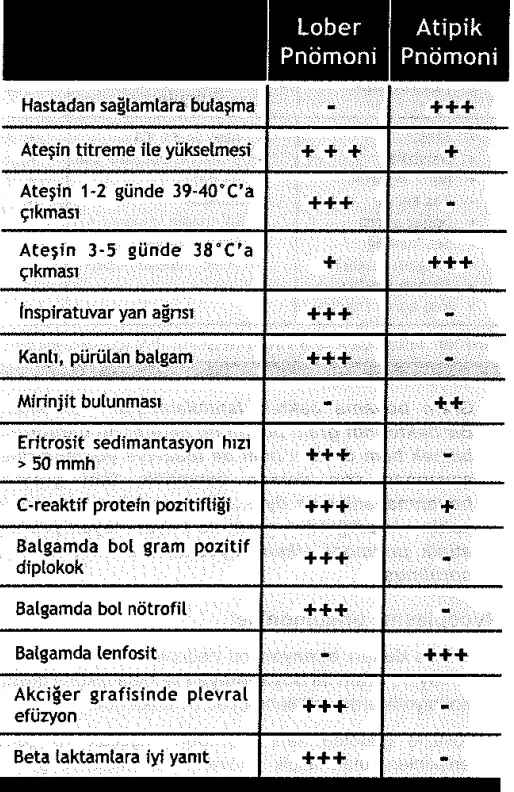 Lober Pnömoni Atipik Pnömoni
Hastadan sağlamlara bulaşma - +++
Ateşin titreme ile yükselmesi + + + +
Ateşin 1-2 günde 39-40°C'a
çıkması +++ -
Ateşin 3-5 günde 38°C'a
çıkması + +++
İnspiratuvar yan ağrısı +++ -
Kanlı, pürülan balgam +++ -
Mirinjit bulunması - ++
Eritrosit sedimantasyon hızı
> 50 mmh +++ -
C-reaktif protein pozitifliği +++ +
Balgamda bol gram pozitif
diplokok +++ -
Balgamda bol nötrofil +++ -
Balgamda lenfosit - +++
Akciğer grafisinde plevral
efüzyon +++ -
Beta laktamlara iyi yanıt +++ -